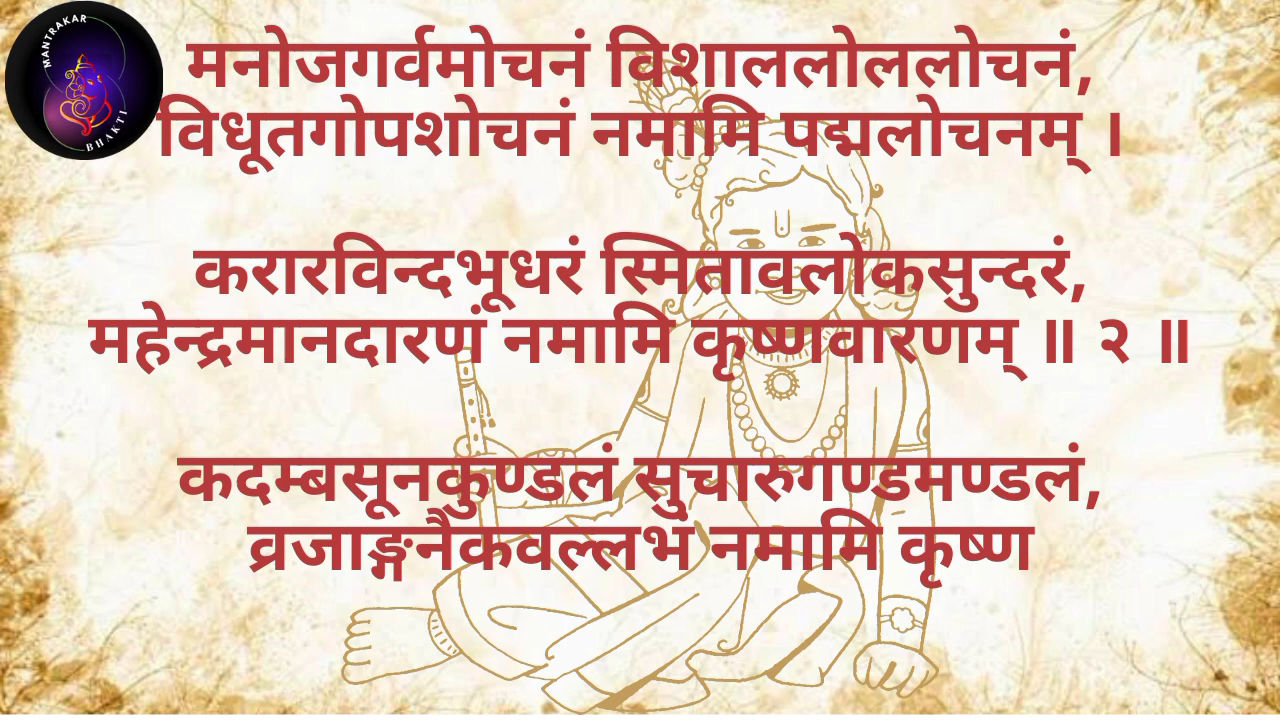 MANTRAKAR
BHAKTI
मनोजगर्वमोचनं विशाललोललोचनं,
विधूतगोपशोचनं नमामि पद्मलोचनम् ।
करारविन्दभूधरं स्मितावलोकसुन्दरं,
महेन्द्रमानदारणं नमामि कृष्णवारणम् ॥ २ ॥
कदम्बसूनकुण्डलं सुचारुगण्डमण्डलं,
व्रजाङ्गनैकवल्लभं नमामि कृष्ण